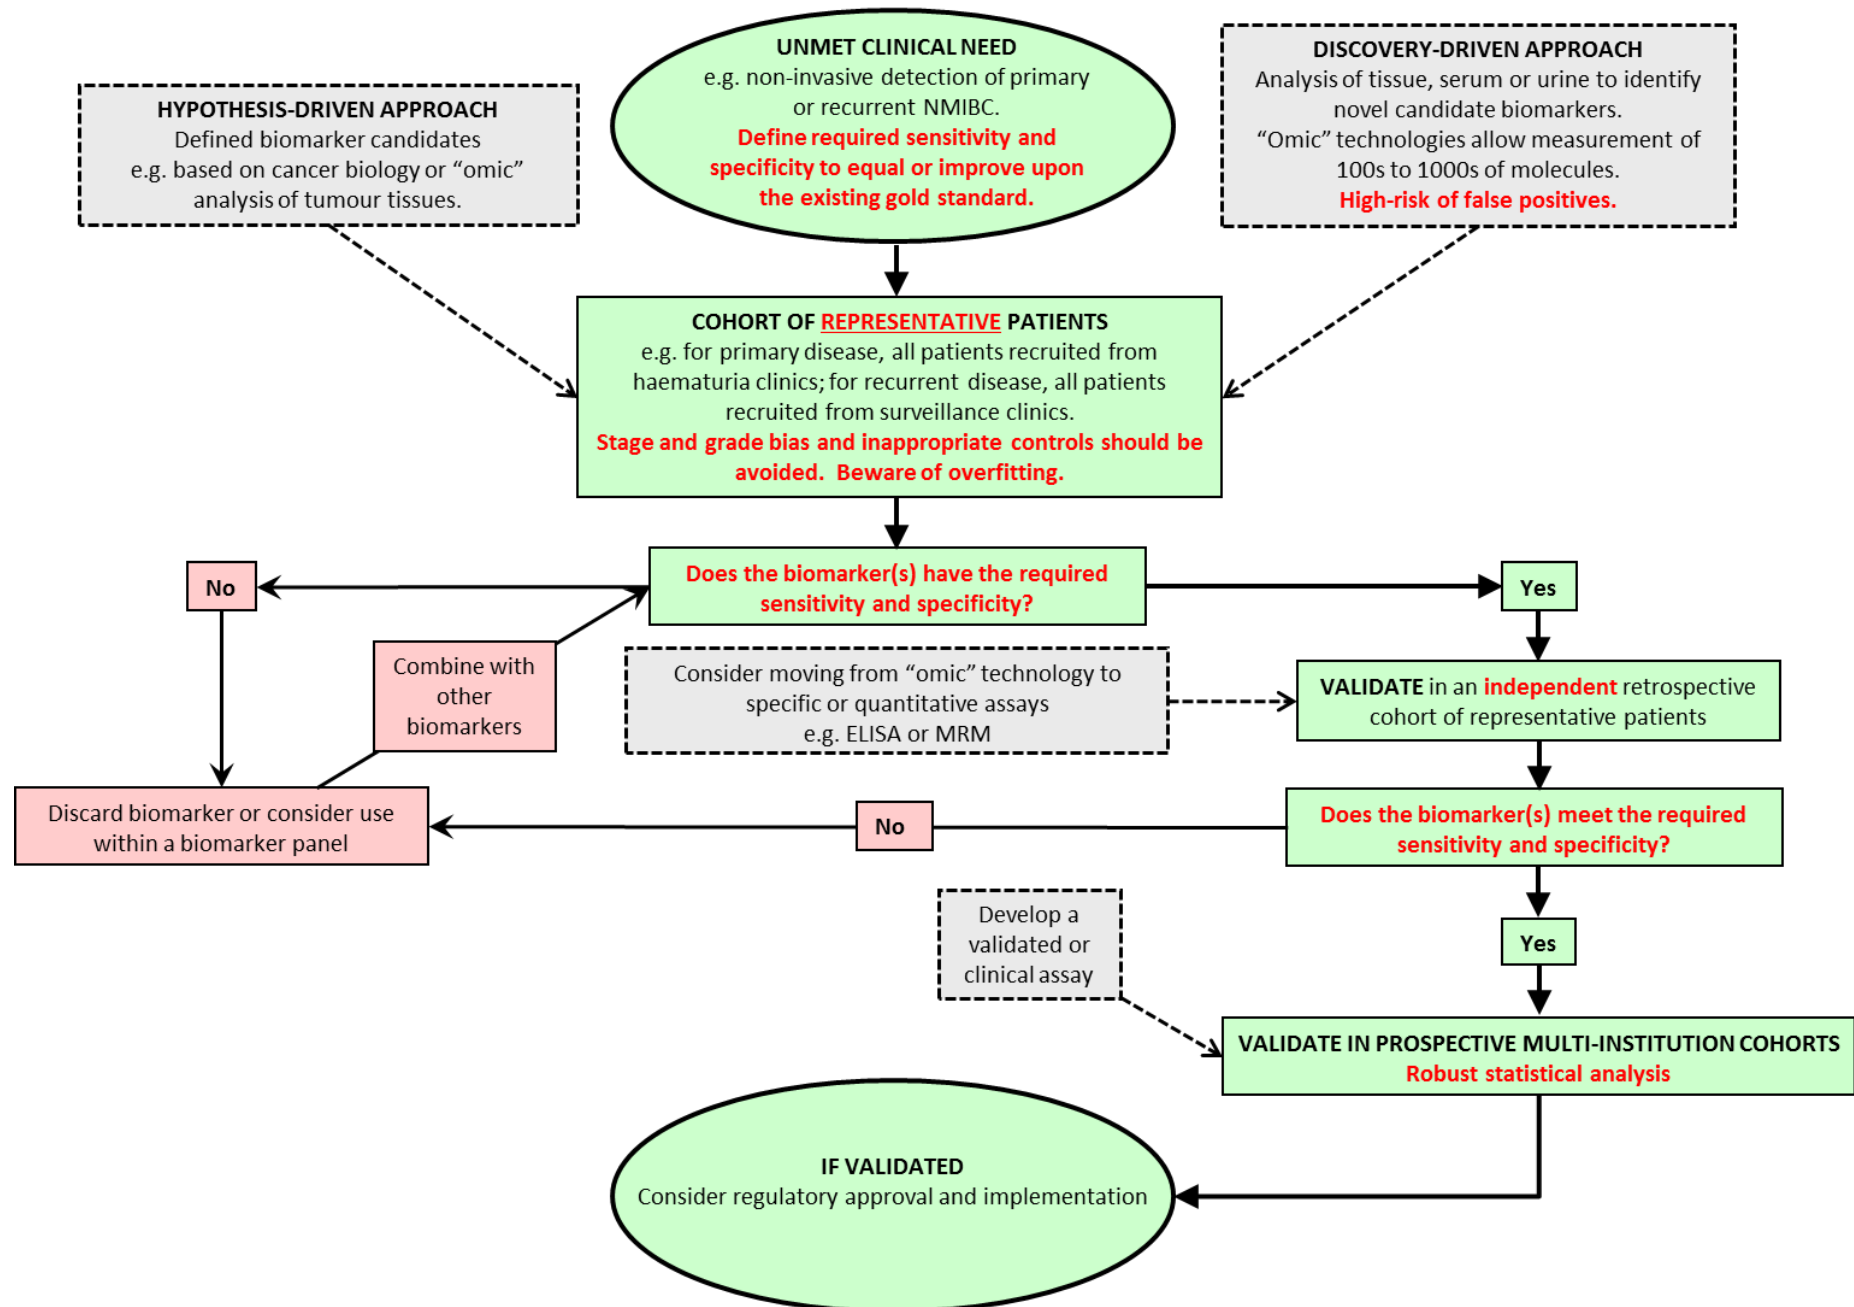 UNMET CLINICAL NEED
e.g. non-invasive detection of primary
or recurrent NMIBC.
Define required sensitivity and
specificity to equal or improve upon
the existing gold standard.
DISCOVERY-DRIVEN APPROACH
Analysis of tissue, serum or urine to identify
novel candidate biomarkers.
“Omic” technologies allow measurement of
100s to 1000s of molecules.
High-risk of false positives.
HYPOTHESIS-DRIVEN APPROACH
Defined biomarker candidates
e.g. based on cancer biology or “omic”
analysis of tumour tissues.
COHORT OF REPRESENTATIVE PATIENTS
e.g. for primary disease, all patients recruited from
haematuria clinics; for recurrent disease, all patients
recruited from surveillance clinics.
Stage and grade bias and inappropriate controls should be
avoided. Beware of overfitting.
No
Does the biomarker(s) have the required
sensitivity and specificity?
Yes
Combine with
other
biomarkers
Consider moving from “omic” technology to
specific or quantitative assays
e.g. ELISA or MRM
VALIDATE in an independent retrospective
cohort of representative patients
Discard biomarker or consider use
within a biomarker panel
No
Does the biomarker(s) meet the required
sensitivity and specificity?
Develop a
validated or
clinical assay
Yes
VALIDATE IN PROSPECTIVE MULTI-INSTITUTION COHORTS
Robust statistical analysis
IF VALIDATED
Consider regulatory approval and implementation